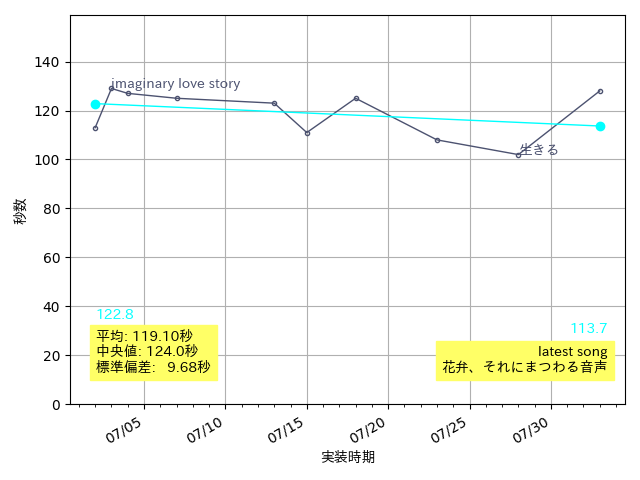 140
120
100
80
60
40
20
0
秒数
imaginary love story
生きる
122.8
平均: 119.10秒
中央値: 124.0秒
標準偏差:   9.68秒
113.7
latest song
花弁、それにまつわる音声
07/05
07/10
07/15
07/20
07/25
07/30
実装時期